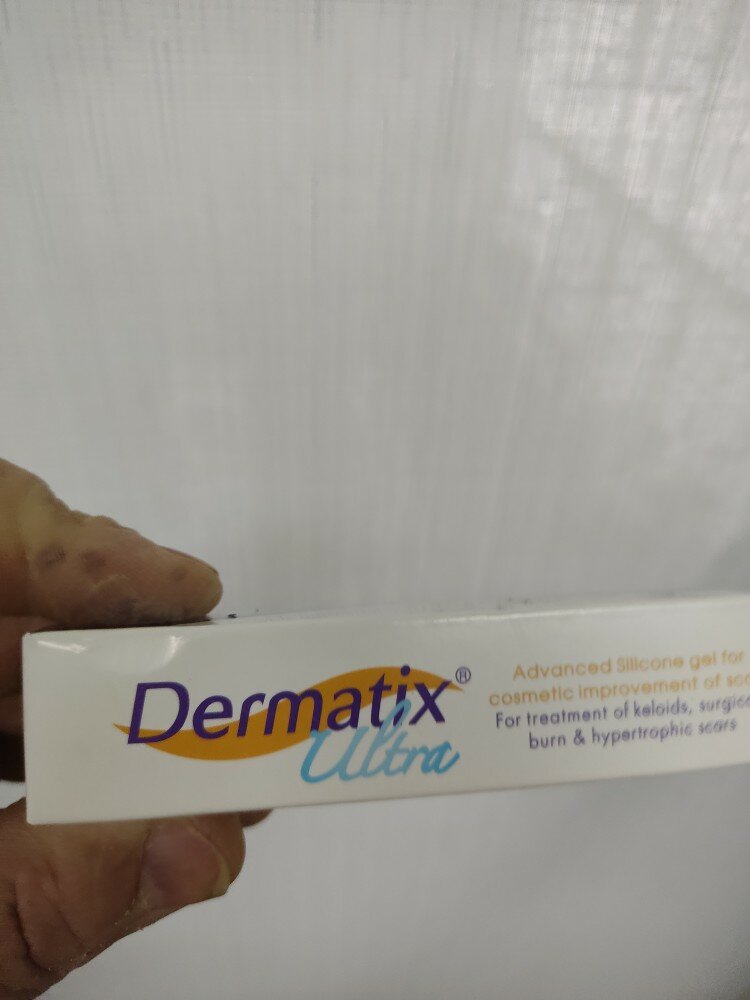 Dermatix®
Ultra
Advanced Silicone gel for
cosmetic improvement of
For treatment of keloids,
burn & hypertrophic scars